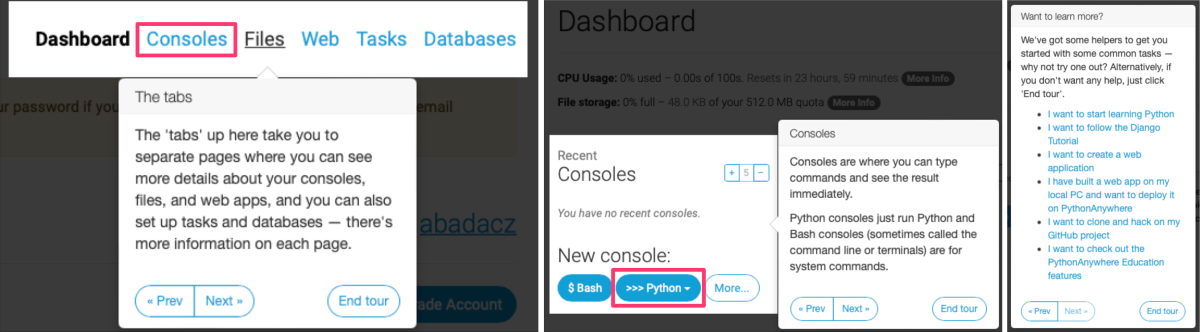 Dashboard Consoles Files Web Tasks Databases
ur password if you
email
The tabs
The 'tabs' up here take you to
separate pages where you can see
more details about your consoles,
files, and web apps, and you can also
set up tasks and databases — there's
more information on each page.
abadacz
« Prev Next » End tour
ade Account
Dashboard
CPU Usage: 0% used – 0.00s of 100s. Resets in 23 hours, 59 minutes More Info
File storage: 0% full – 48.0 KB of your 512.0 MB quota More Info
Recent
Consoles
+ 5 −
You have no recent consoles.
New console:
$ Bash >>> Python More...
Consoles
Consoles are where you can type
commands and see the result
immediately.
Python consoles just run Python and
Bash consoles (sometimes called the
command line or terminals) are for
system commands.
« Prev Next » End tour
Want to learn more?
We've got some helpers to get you
started with some common tasks —
why not try one out? Alternatively, if
you don't want any help, just click
'End tour'.
• I want to start learning Python
• I want to follow the Django
Tutorial
• I want to create a web
application
• I have built a web app on my
local PC and want to deploy it
on PythonAnywhere
• I want to clone and hack on my
GitHub project
• I want to check out the
PythonAnywhere Education
features
« Prev Next » End tour